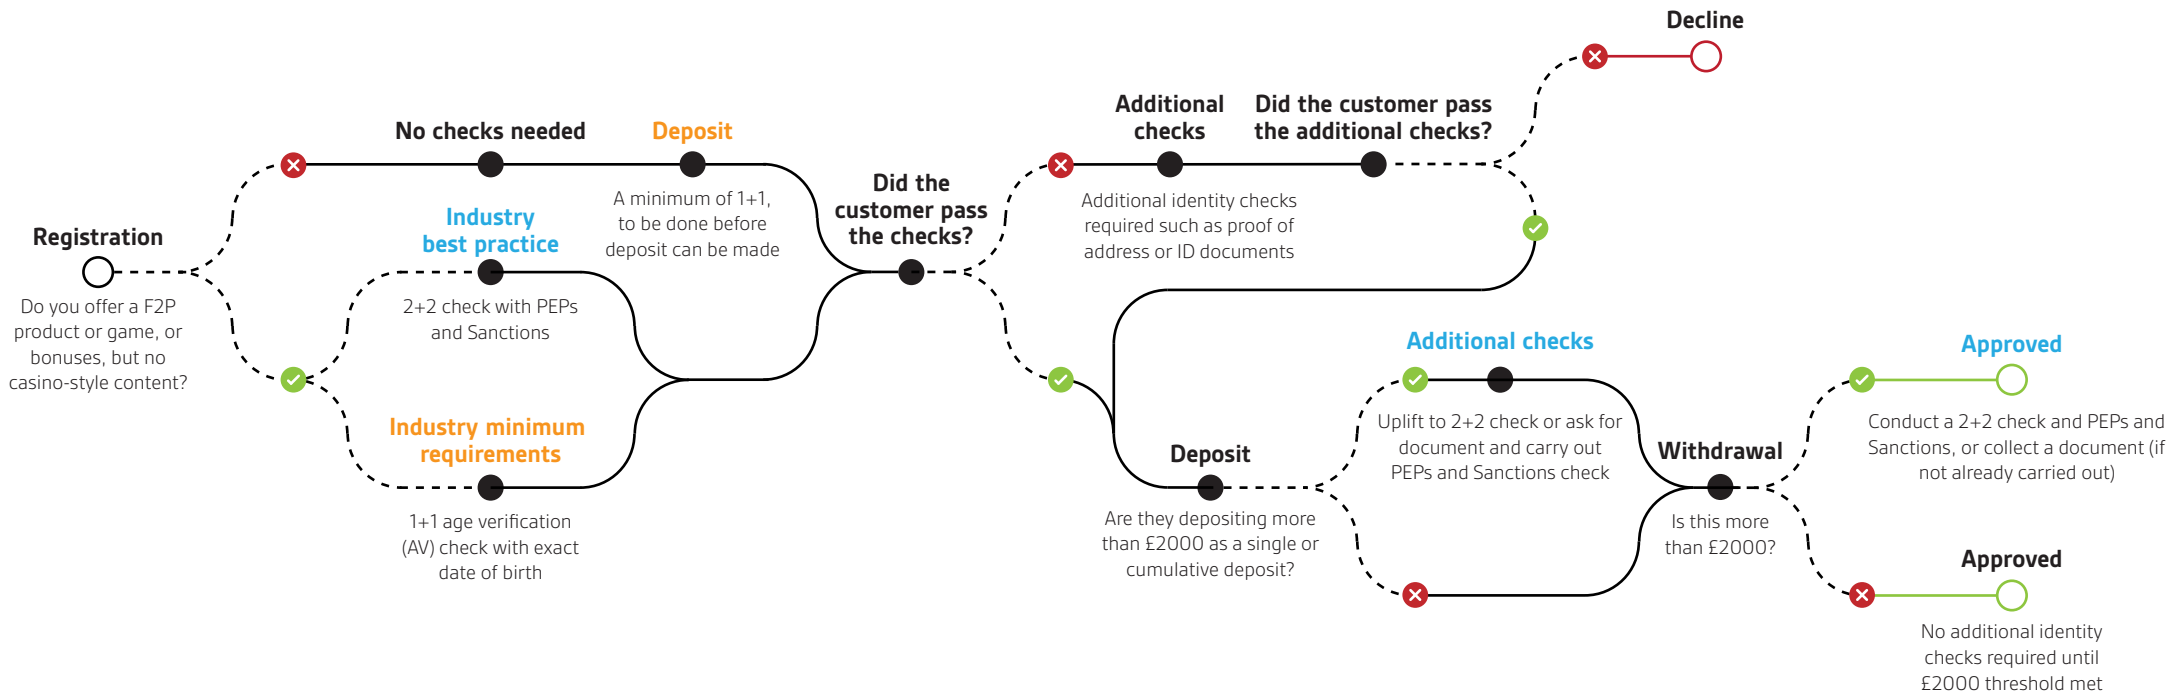 Registration
Do you offer a F2P
product or game, or
bonuses, but no
casino-style content?
No checks needed
Deposit
A minimum of 1+1,
to be done before
deposit can be made
Industry
best practice
2+2 check with PEPs
and Sanctions
Industry minimum
requirements
1+1 age verification
(AV) check with exact
date of birth
Did the
customer pass
the checks?
Additional
checks
Additional identity checks
required such as proof of
address or ID documents
Did the customer pass
the additional checks?
Decline
Deposit
Are they depositing more
than £2000 as a single or
cumulative deposit?
Additional checks
Uplift to 2+2 check or ask for
document and carry out
PEPs and Sanctions check
Withdrawal
Is this more
than £2000?
Approved
Conduct a 2+2 check and PEPs and
Sanctions, or collect a document (if
not already carried out)
Approved
No additional identity
checks required until
£2000 threshold met